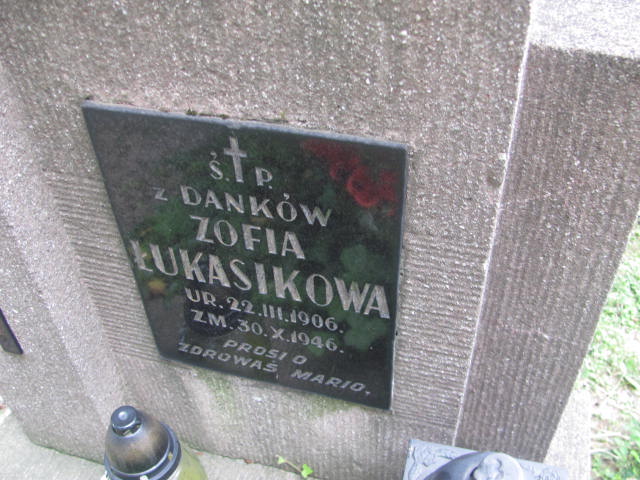 Ś. P.
Z DANKÓW
ZOFIA
ŁUKASIKOWA
UR. 22.III.1906.
ZM. 30.X.1946.
PROSI O
ZDROWAŚ MARIO.